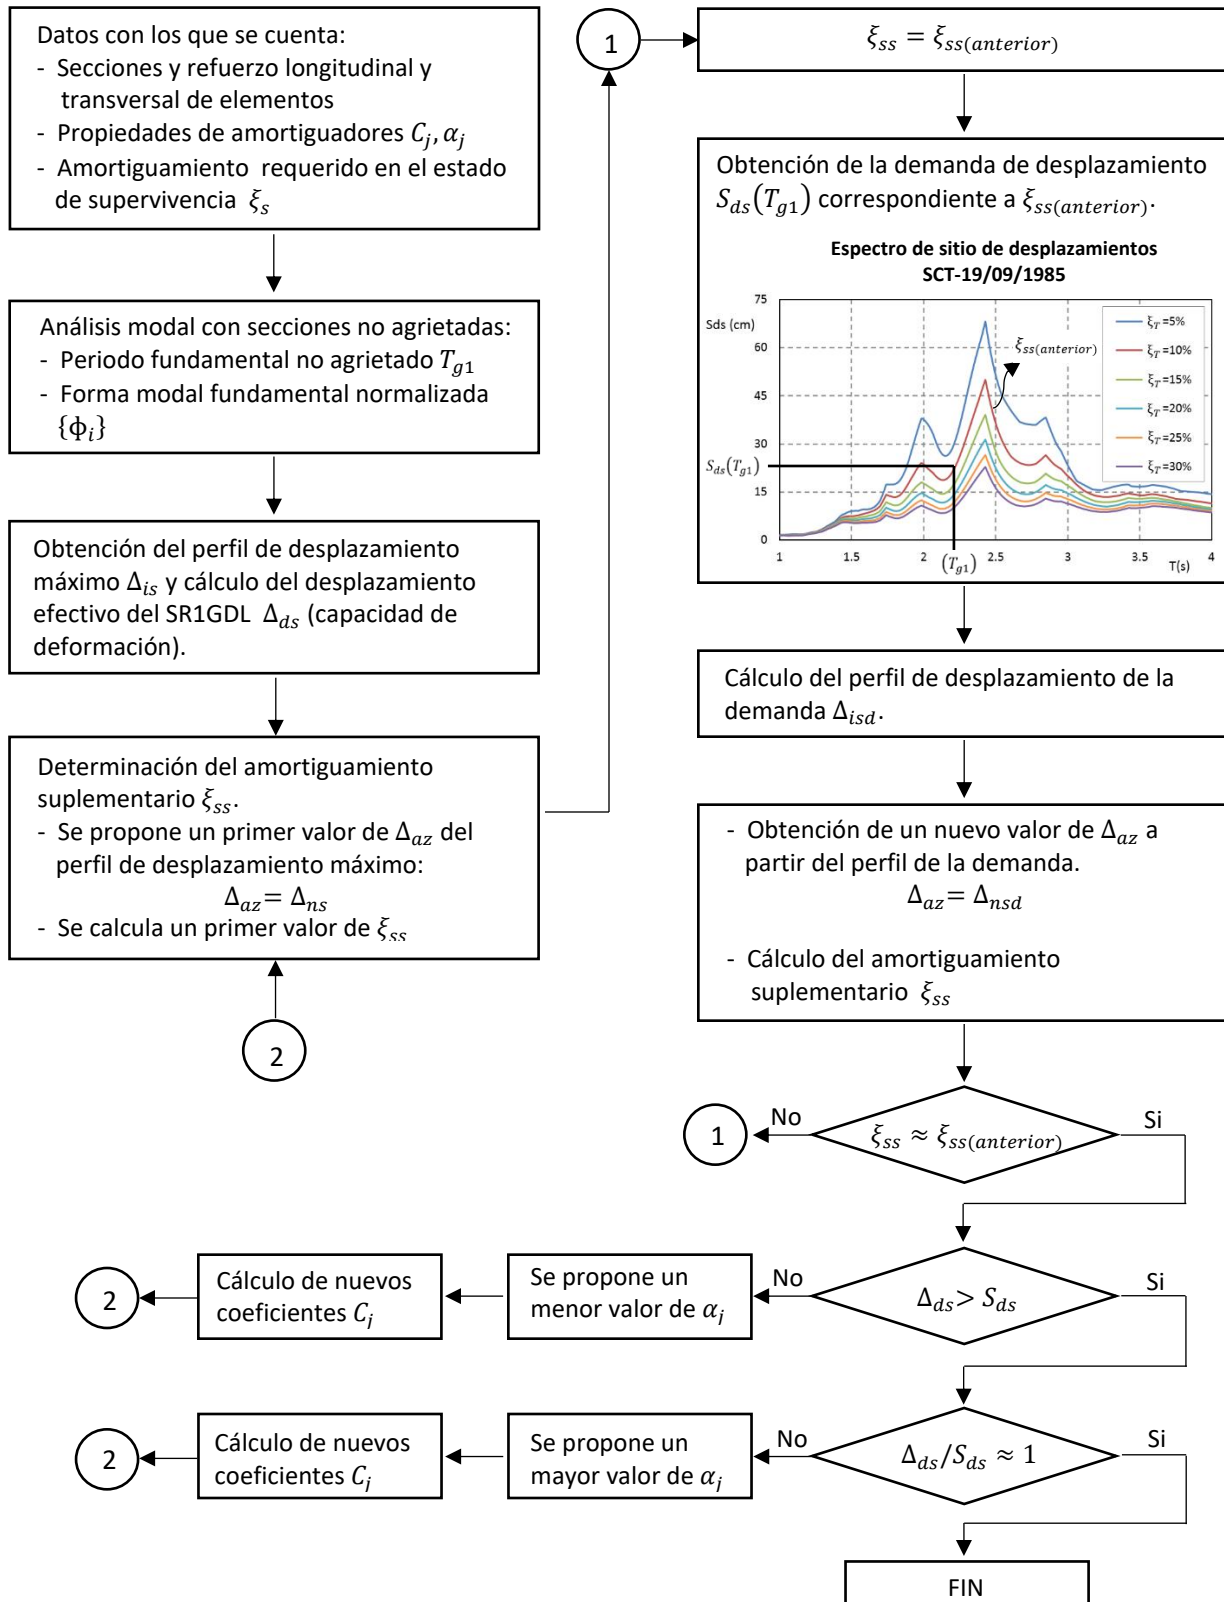 Datos con los que se cuenta:
- Secciones y refuerzo longitudinal y
transversal de elementos
- Propiedades de amortiguadores C_j, α_j
- Amortiguamiento requerido en el estado
de supervivencia ξ_s
Análisis modal con secciones no agrietadas:
- Periodo fundamental no agrietado T_g1
- Forma modal fundamental normalizada
{ϕ_i}
Obtención del perfil de desplazamiento
máximo Δ_is y cálculo del desplazamiento
efectivo del SR1GDL Δ_ds (capacidad de
deformación).
Determinación del amortiguamiento
suplementario ξ_ss.
- Se propone un primer valor de Δ_az del
perfil de desplazamiento máximo:
Δ_az= Δ_ns
- Se calcula un primer valor de ξ_ss
2
1
ξ_ss = ξ_ss(anterior)
Obtención de la demanda de desplazamiento
S_ds(T_g1) correspondiente a ξ_ss(anterior).
Espectro de sitio de desplazamientos
SCT-19/09/1985
Sds (cm)
75
60
45
30
15
0
S_ds(T_g1)
ξ_ss(anterior)
ξ_T=5%
ξ_T=10%
ξ_T=15%
ξ_T=20%
ξ_T=25%
ξ_T=30%
1 1.5 2 2.5 3 3.5 4
(T_g1)
T(s)
Cálculo del perfil de desplazamiento de la
demanda Δ_isd.
- Obtención de un nuevo valor de Δ_az a
partir del perfil de la demanda.
Δ_az= Δ_nsd
- Cálculo del amortiguamiento
suplementario ξ_ss
1
No
ξ_ss ≈ ξ_ss(anterior)
Si
2
Cálculo de nuevos
coeficientes C_j
Se propone un
menor valor de α_j
No
Δ_ds> S_ds
Si
2
Cálculo de nuevos
coeficientes C_j
Se propone un
mayor valor de α_j
No
Δ_ds/S_ds ≈ 1
Si
FIN